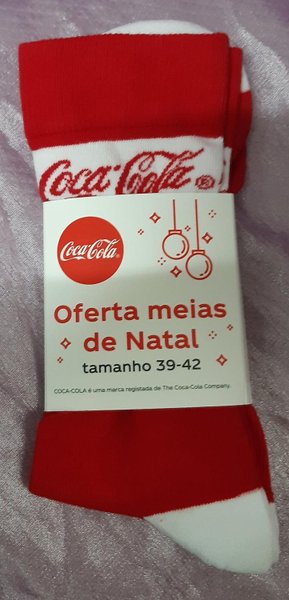 Coca-Cola ®
Coca-Cola®
Oferta meias
de Natal
tamanho 39-42
COCA-COLA é uma marca registada de The Coca-Cola Company.